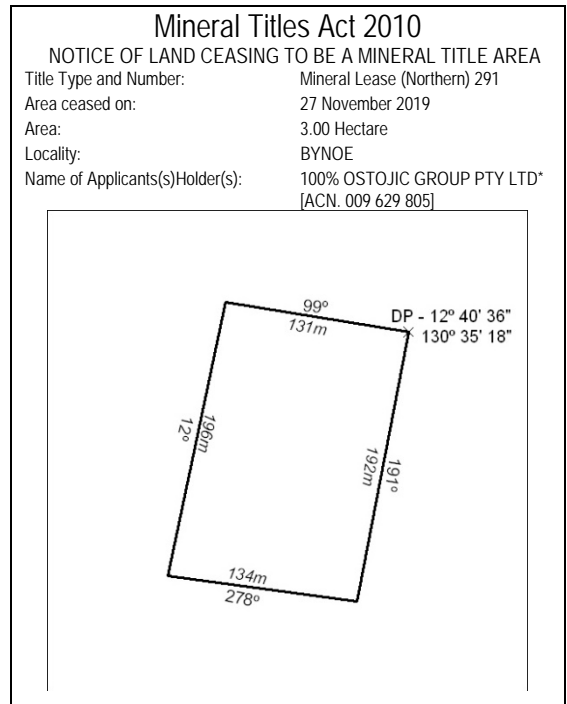 Mineral Titles Act 2010
NOTICE OF LAND CEASING TO BE A MINERAL TITLE AREA
Title Type and Number: Mineral Lease (Northern) 291
Area ceased on: 27 November 2019
Area: 3.00 Hectare
Locality: BYNOE
Name of Applicants(s)Holder(s): 100% OSTOJIC GROUP PTY LTD*
[ACN. 009 629 805]
99º
131m
DP - 12º 40' 36"
130º 35' 18"
12º
196m
192m
191º
134m
278º